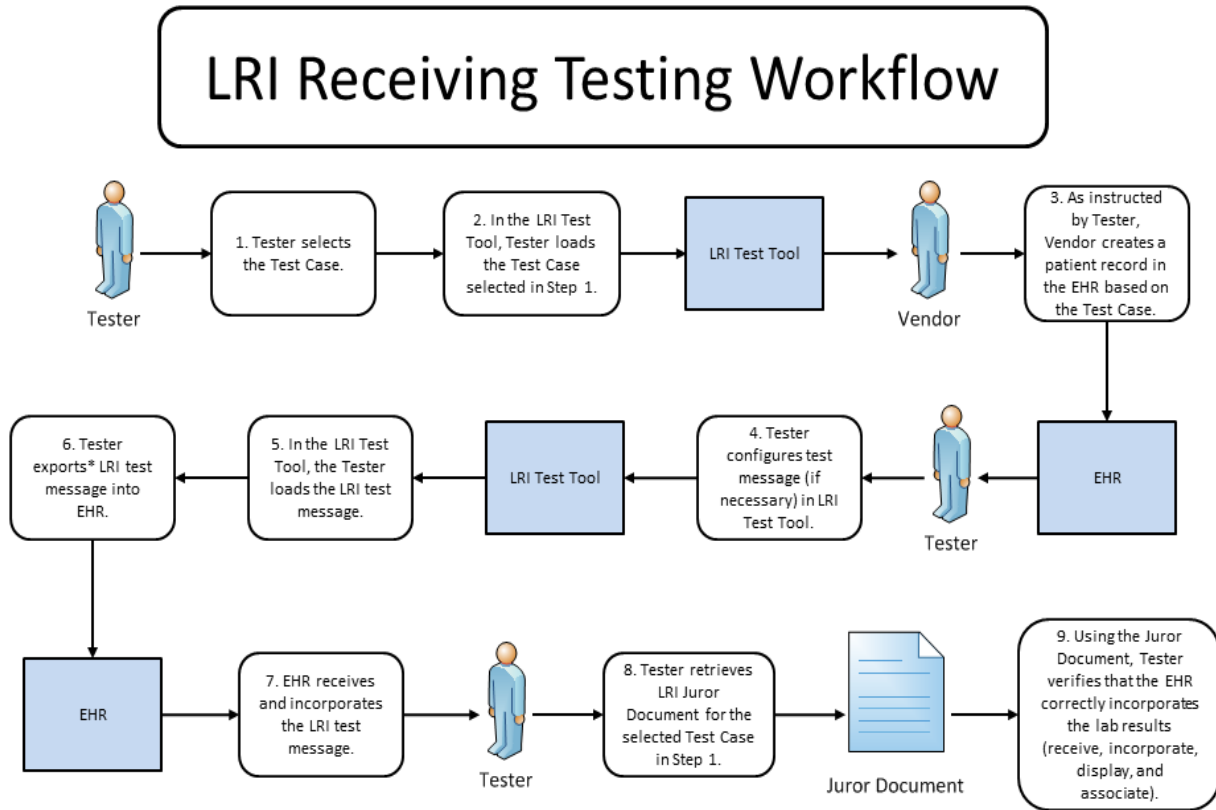 LRI Receiving Testing Workflow
1. Tester selects
the Test Case.
2. In the LRI Test
Tool, Tester loads
the Test Case
selected in Step 1.
LRI Test Tool
3. As instructed
by Tester,
Vendor creates a
patient record in
the EHR based on
the Test Case.
Tester
Vendor
6. Tester
exports* LRI test
message into
EHR.
5. In the LRI Test
Tool, the Tester
loads the LRI test
message.
LRI Test Tool
4. Tester
configures test
message (if
necessary) in LRI
Test Tool.
Tester
EHR
EHR
7. EHR receives
and incorporates
the LRI test
message.
Tester
8. Tester retrieves
LRI Juror
Document for the
selected Test Case
in Step 1.
Juror Document
9. Using the Juror
Document, Tester
verifies that the EHR
correctly incorporates
the lab results
(receive, incorporate,
display, and
associate).